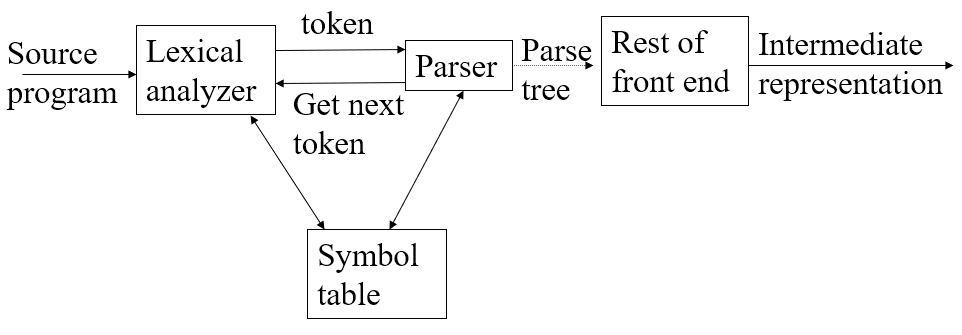 Source
program
Lexical
analyzer
token
Get next
token
Parser
Parse
tree
Rest of
front end
Intermediate
representation
Symbol
table